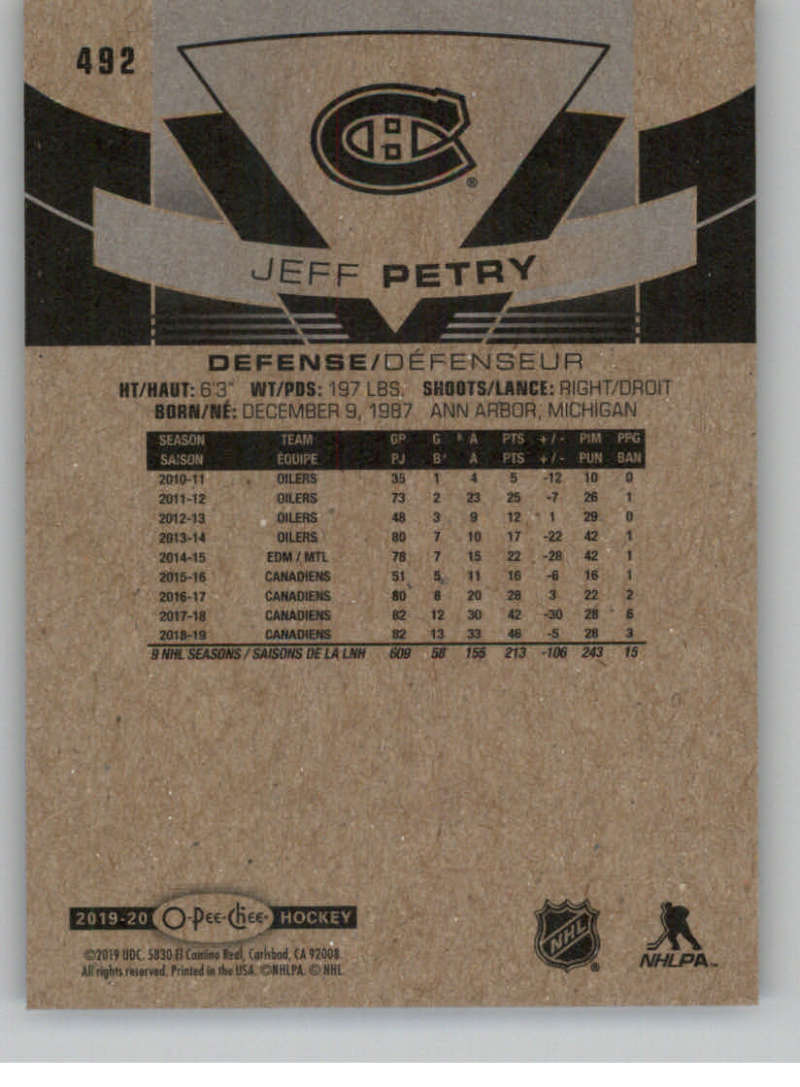 492
JEFF PETRY
DEFENSE/DÉFENSEUR
HT/HAUT: 6'3" WT/PDS: 197 LBS. SHOOTS/LANCE: RIGHT/DROIT
BORN/NÉ: DECEMBER 9, 1987 ANN ARBOR, MICHIGAN
SEASON TEAM GP G A PTS +/- PIM PPG
SAISON ÉQUIPE PJ B A PTS +/- PUN BAN
2010-11 OILERS 35 1 4 5 -12 10 0
2011-12 OILERS 73 2 23 25 -7 26 1
2012-13 OILERS 48 3 9 12 1 29 0
2013-14 OILERS 80 7 10 17 -22 42 1
2014-15 EDM / MTL 78 7 15 22 -28 42 1
2015-16 CANADIENS 51 5 11 16 -6 16 1
2016-17 CANADIENS 80 8 20 28 3 22 2
2017-18 CANADIENS 82 12 30 42 -30 28 6
2018-19 CANADIENS 82 13 33 46 -5 28 3
9 NHL SEASONS / SAISONS DE LA LNH 609 58 155 213 -106 243 15
2019-20 O-Pee-Chee HOCKEY
©2019 UDC. 5830 El Camino Real, Carlsbad, CA 92008.
All rights reserved. Printed in the USA. ©NHLPA. © NHL
NHL ®
NHLPA™